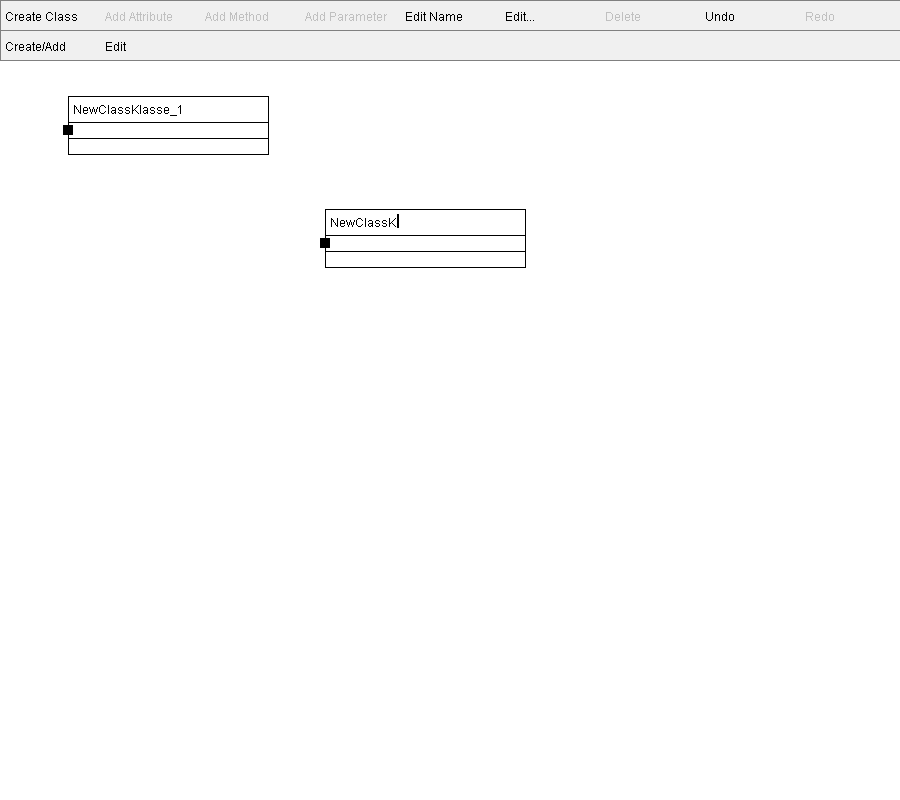 Create Class Add Attribute Add Method Add Parameter Edit Name Edit... Delete Undo Redo
Create/Add Edit
NewClassKlasse_1
NewClassK